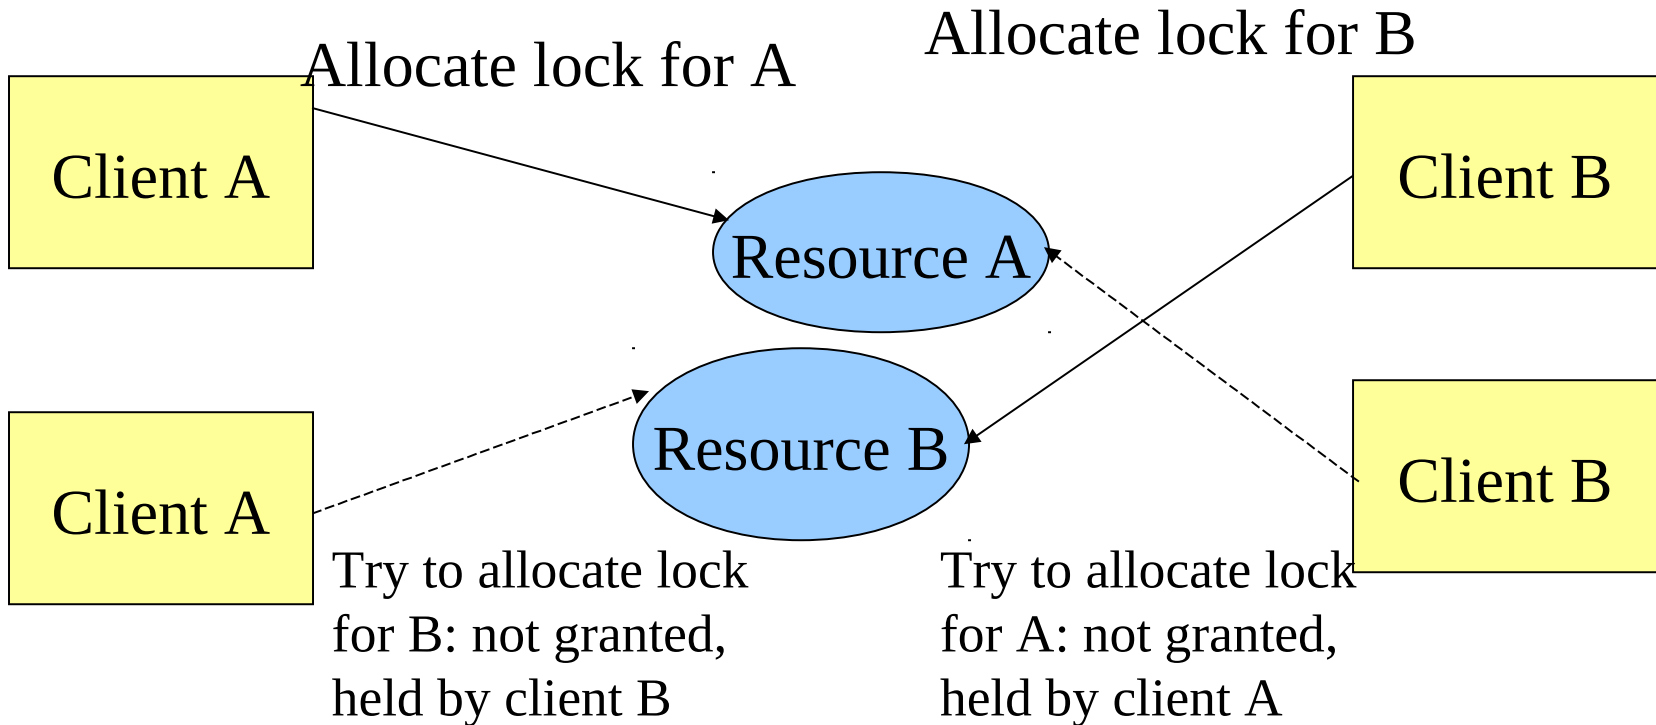 Allocate lock for B
Allocate lock for A
Client A
Client B
Resource A
Resource B
Client A
Client B
Try to allocate lock
for B: not granted,
held by client B
Try to allocate lock
for A: not granted,
held by client A